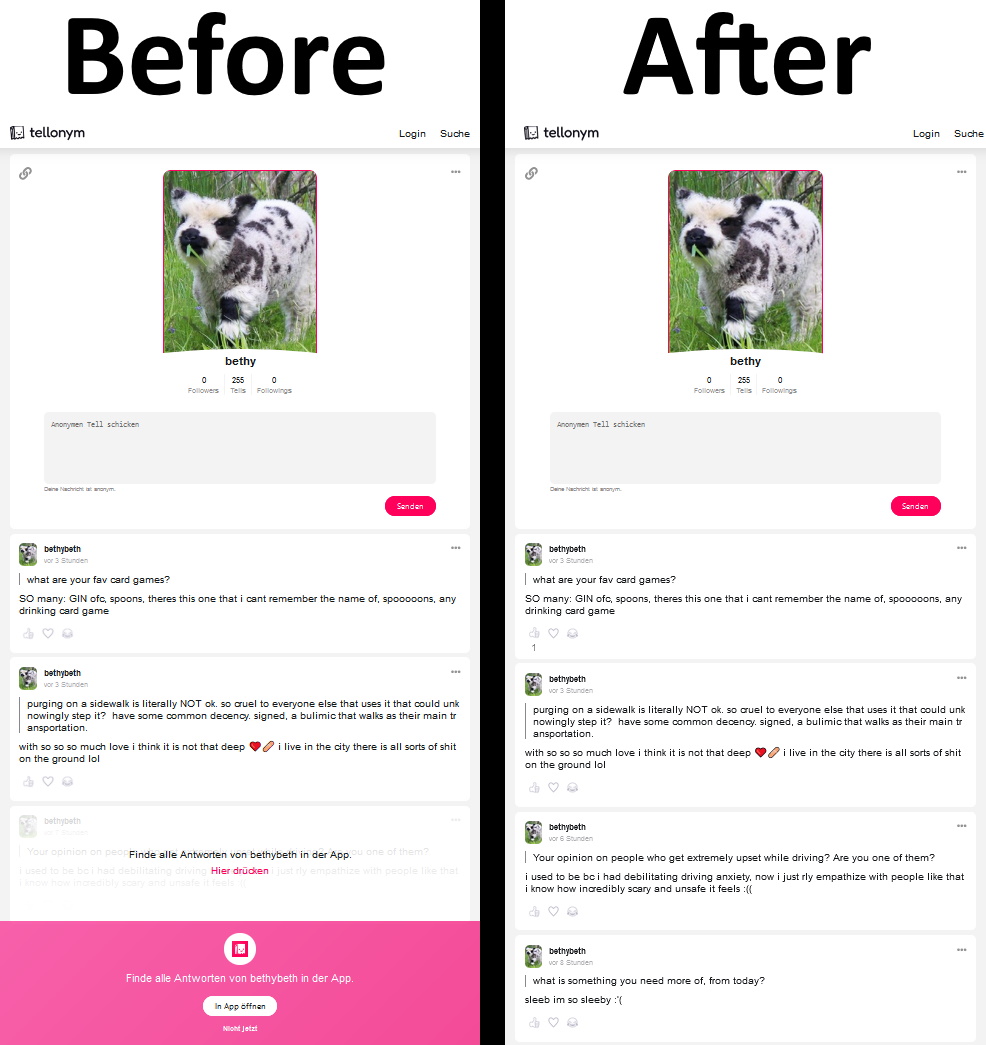 Before
tellonym
Login Suche
bethy
0 255 0
Followers Tells Followings
Anonymen Tell schicken
Deine Nachricht ist anonym.
Senden
bethybeth
vor 3 Stunden
what are your fav card games?
SO many: GIN ofc, spoons, theres this one that i cant remember the name of, spooooons, any
drinking card game
bethybeth
vor 3 Stunden
purging on a sidewalk is literally NOT ok. so cruel to everyone else that uses it that could unk
nowingly step it?  have some common decency. signed, a bulimic that walks as their main tr
ansportation.
with so so so much love i think it is not that deep ❤️🩹 i live in the city there is all sorts of shit
on the ground lol
bethybeth
Your opinion on people you one of them?
Finde alle Antworten von bethybeth in der App.
i used to be bc i had debilitating driving i just rly empathize with people like that
Hier drücken
i know how incredibly scary and unsafe it feels :((
Finde alle Antworten von bethybeth in der App.
In App öffnen
Nicht jetzt
After
tellonym
Login Suche
bethy
0 255 0
Followers Tells Followings
Anonymen Tell schicken
Deine Nachricht ist anonym.
Senden
bethybeth
vor 3 Stunden
what are your fav card games?
SO many: GIN ofc, spoons, theres this one that i cant remember the name of, spooooons, any
drinking card game
1
bethybeth
vor 3 Stunden
purging on a sidewalk is literally NOT ok. so cruel to everyone else that uses it that could unk
nowingly step it?  have some common decency. signed, a bulimic that walks as their main tr
ansportation.
with so so so much love i think it is not that deep ❤️🩹 i live in the city there is all sorts of shit
on the ground lol
bethybeth
vor 6 Stunden
Your opinion on people who get extremely upset while driving? Are you one of them?
i used to be bc i had debilitating driving anxiety, now i just rly empathize with people like that
i know how incredibly scary and unsafe it feels :((
bethybeth
vor 8 Stunden
what is something you need more of, from today?
sleeb im so sleeby :'(